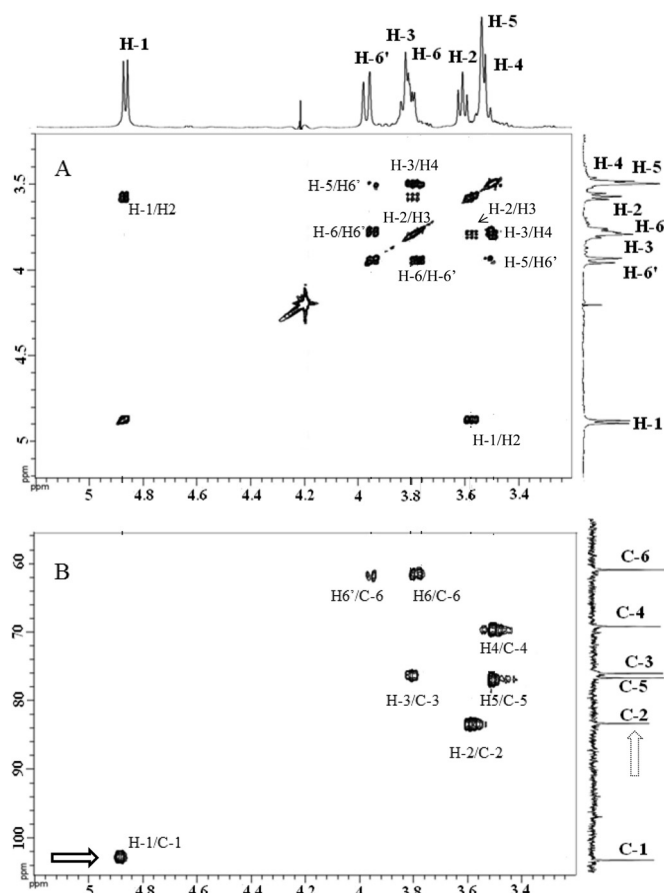 H-1
H-6'
H-3
H-6
H-2
H-5
H-4
A
3.5
4
4.5
5
ppm
H-1/H2
H-5/H6’
H-3/H4
H-2/H3
H-2/H3
H-6/H6’
H-3/H4
H-6/H-6’
H-5/H6’
H-1/H2
H-4
H-5
H-2
H-6
H-3
H-6'
H-1
ppm
5
4.8
4.6
4.4
4.2
4
3.8
3.6
3.4
B
60
70
80
90
100
ppm
H6’/C-6
H6/C-6
H4/C-4
H-3/C-3
H5/C-5
H-2/C-2
H-1/C-1
C-6
C-4
C-3
C-5
C-2
C-1
ppm
5
4.8
4.6
4.4
4.2
4
3.8
3.6
3.4